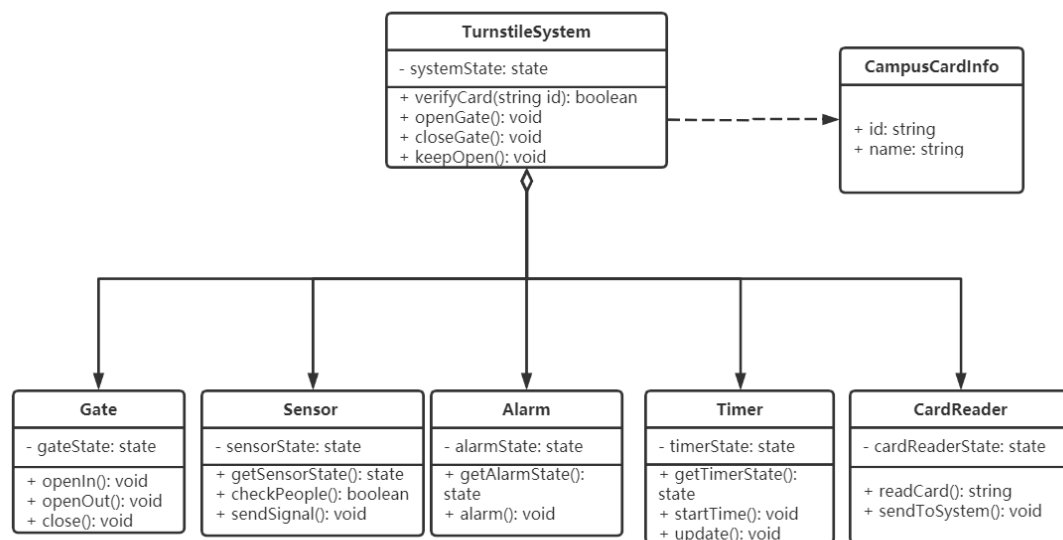 TurnstileSystem
- systemState: state
+ verifyCard(string id): boolean
+ openGate(): void
+ closeGate(): void
+ keepOpen(): void
CampusCardInfo
+ id: string
+ name: string
Gate
- gateState: state
+ openIn(): void
+ openOut(): void
+ close(): void
Sensor
- sensorState: state
+ getSensorState(): state
+ checkPeople(): boolean
+ sendSignal(): void
Alarm
- alarmState: state
+ getAlarmState():
state
+ alarm(): void
Timer
- timerState: state
+ getTimerState():
state
+ startTime(): void
+ update(): void
CardReader
- cardReaderState: state
+ readCard(): string
+ sendToSystem(): void